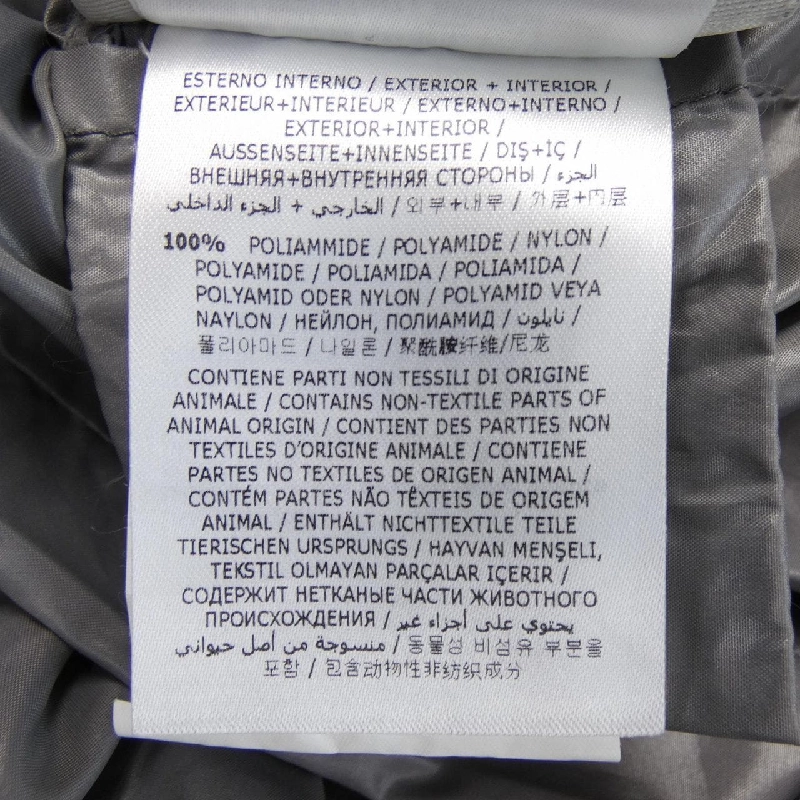 ESTERNO INTERNO / EXTERIOR + INTERIOR /
EXTERIEUR+INTERIEUR / EXTERNO+INTERNO /
EXTERIOR+INTERIOR /
AUSSENSEITE+INNENSEITE / DIŞ+İÇ /
ВНЕШНЯЯ+ВНУТРЕННЯЯ СТОРОНЫ / الجزء
الخارجي + الجزء الداخلي / 외부+내부 / 外层+内层
100% POLIAMMIDE / POLYAMIDE / NYLON /
POLYAMIDE / POLIAMIDA / POLIAMIDA /
POLYAMID ODER NYLON / POLYAMID VEYA
NAYLON / НЕЙЛОН, ПОЛИАМИД / نايلون /
폴리아마드 / 나일론 / 聚酰胺纤维/尼龙
CONTIENE PARTI NON TESSILI DI ORIGINE
ANIMALE / CONTAINS NON-TEXTILE PARTS OF
ANIMAL ORIGIN / CONTIENT DES PARTIES NON
TEXTILES D'ORIGINE ANIMALE / CONTIENE
PARTES NO TEXTILES DE ORIGEN ANIMAL /
CONTÉM PARTES NÃO TÊXTEIS DE ORIGEM
ANIMAL / ENTHÄLT NICHTTEXTILE TEILE
TIERISCHEN URSPRUNGS / HAYVAN MENŞELİ,
TEKSTIL OLMAYAN PARÇALAR IÇERIR /
СОДЕРЖИТ НЕТКАНЫЕ ЧАСТИ ЖИВОТНОГО
ПРОИСХОЖДЕНИЯ / يحتوي على أجزاء غير
منسوجة من أصل حيواني / 동물성 비섬유 부분을
포함 / 包含动物性非纺织成分